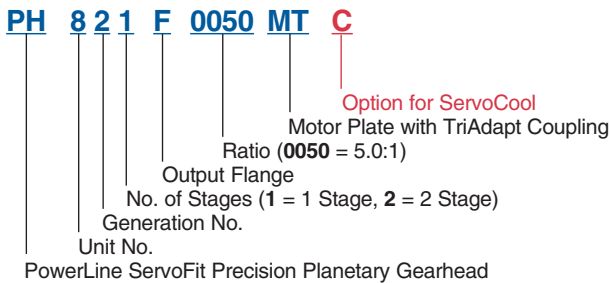 PH 8 2 1 F 0050 MT C
Option for ServoCool
Motor Plate with TriAdapt Coupling
Ratio (0050 = 5.0:1)
Output Flange
No. of Stages (1 = 1 Stage, 2 = 2 Stage)
Generation No.
Unit No.
PowerLine ServoFit Precision Planetary Gearhead